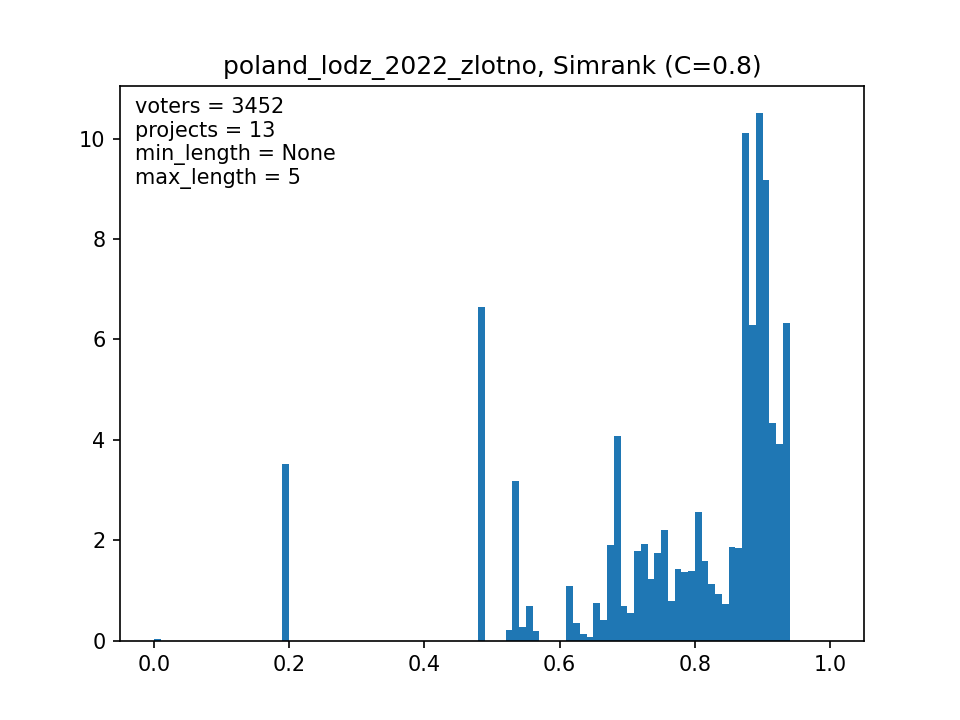 poland_lodz_2022_zlotno, Simrank (C=0.8)
voters = 3452
projects = 13
min_length = None
max_length = 5
10
8
6
4
2
0
0.0 0.2 0.4 0.6 0.8 1.0